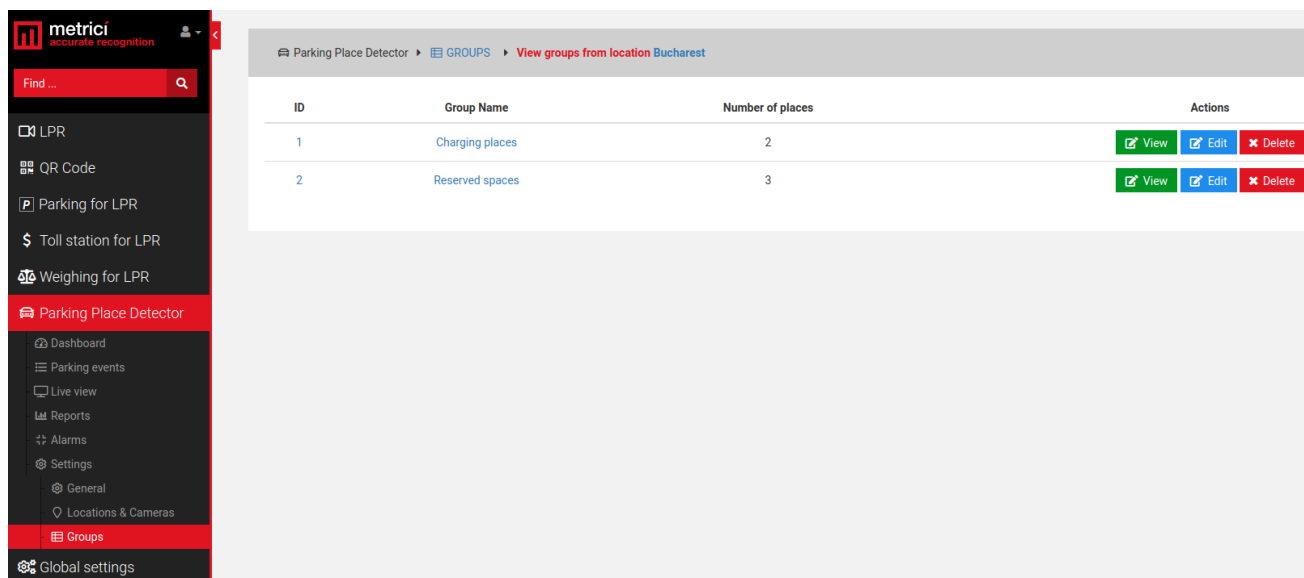 metrici
accurate recognition
Find ...
LPR
QR Code
Parking for LPR
Toll station for LPR
Weighing for LPR
Parking Place Detector
Dashboard
Parking events
Live view
Reports
Alarms
Settings
General
Locations & Cameras
Groups
Global settings
Parking Place Detector GROUPS View groups from location Bucharest
ID Group Name Number of places Actions
1 Charging places 2 View Edit Delete
2 Reserved spaces 3 View Edit Delete